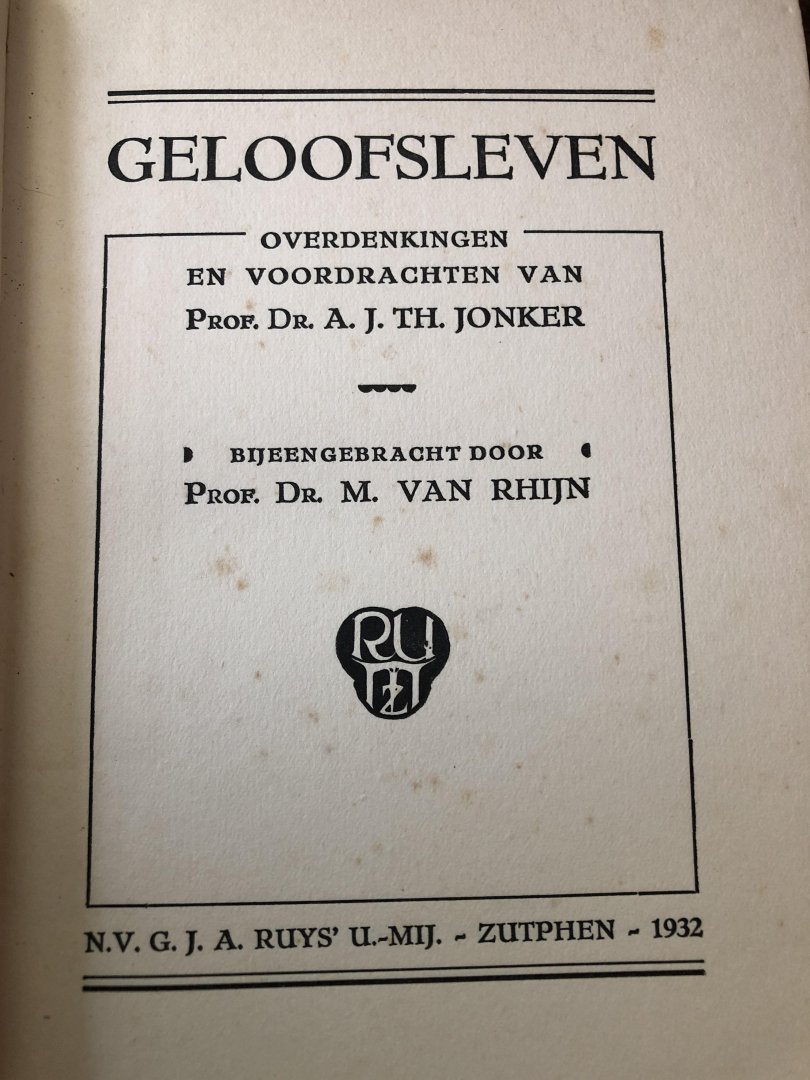 GELOOFSLEVEN
OVERDENKINGEN
EN VOORDRACHTEN VAN
PROF. DR. A. J. TH. JONKER
BIJEENGEBRACHT DOOR
PROF. DR. M. VAN RHIJN
RU
N.V. G. J. A. RUYS' U.-MIJ. - ZUTPHEN - 1932